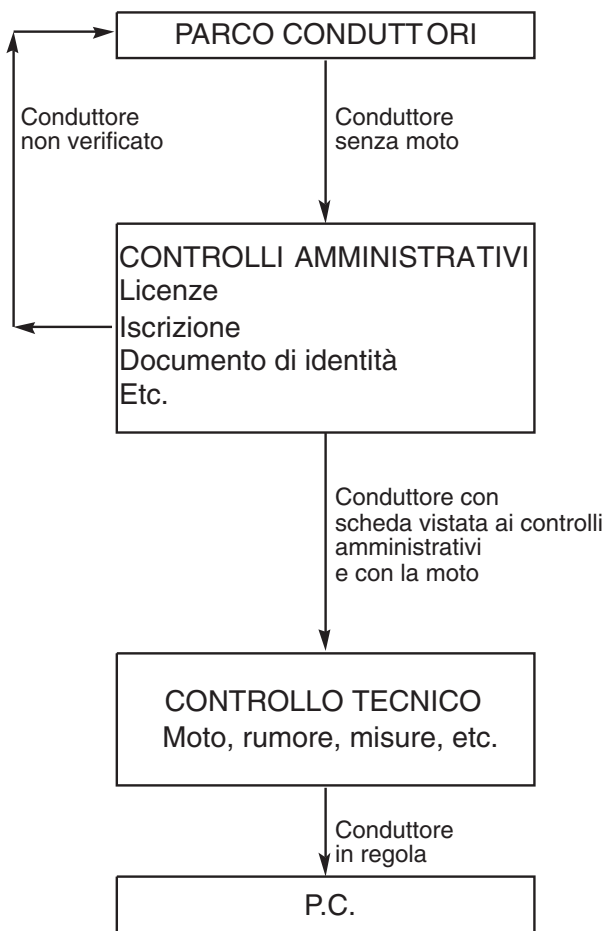 PARCO CONDUTTORI
Conduttore
non verificato
Conduttore
senza moto
CONTROLLI AMMINISTRATIVI
Licenze
Iscrizione
Documento di identità
Etc.
Conduttore con
scheda vistata ai controlli
amministrativi
e con la moto
CONTROLLO TECNICO
Moto, rumore, misure, etc.
Conduttore
in regola
P.C.